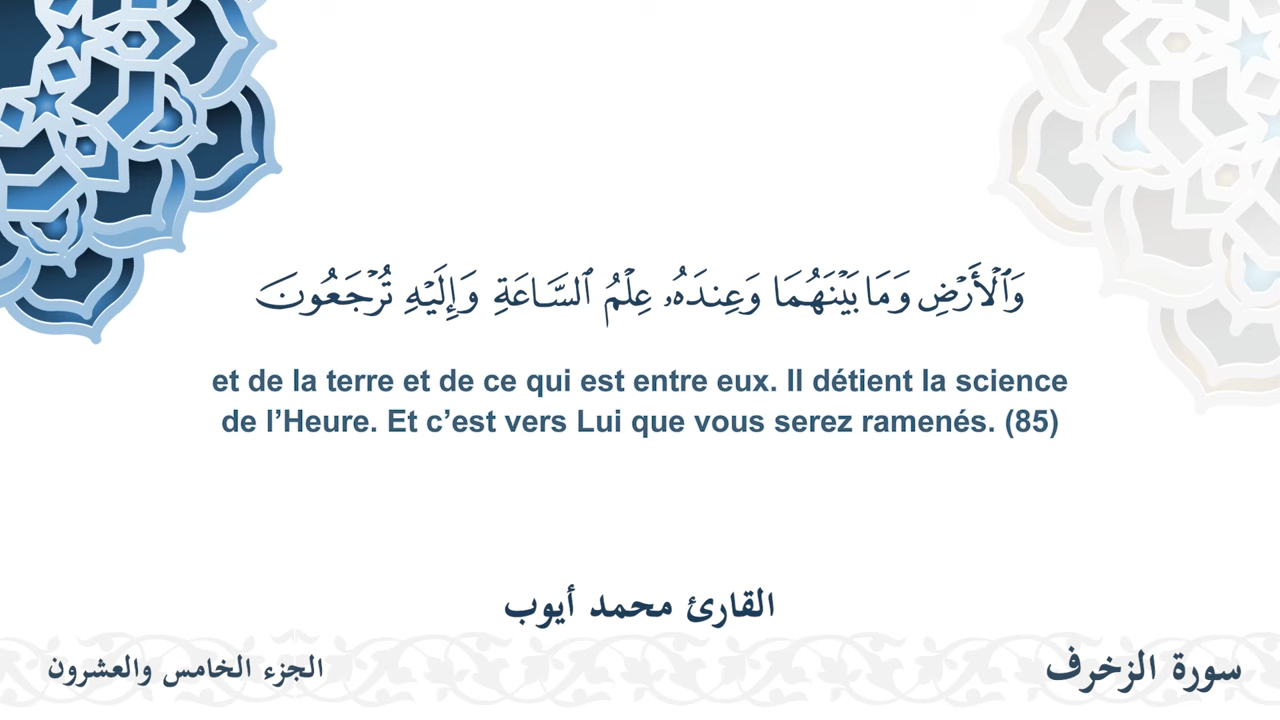 وَٱلْأَرْضِ وَمَا بَيْنَهُمَا وَعِندَهُۥ عِلْمُ ٱلسَّاعَةِ وَإِلَيْهِ تُرْجَعُونَ
et de la terre et de ce qui est entre eux. Il détient la science
de l’Heure. Et c’est vers Lui que vous serez ramenés. (85)
القارئ محمد أيوب
سورة الزخرف
الجزء الخامس والعشرون